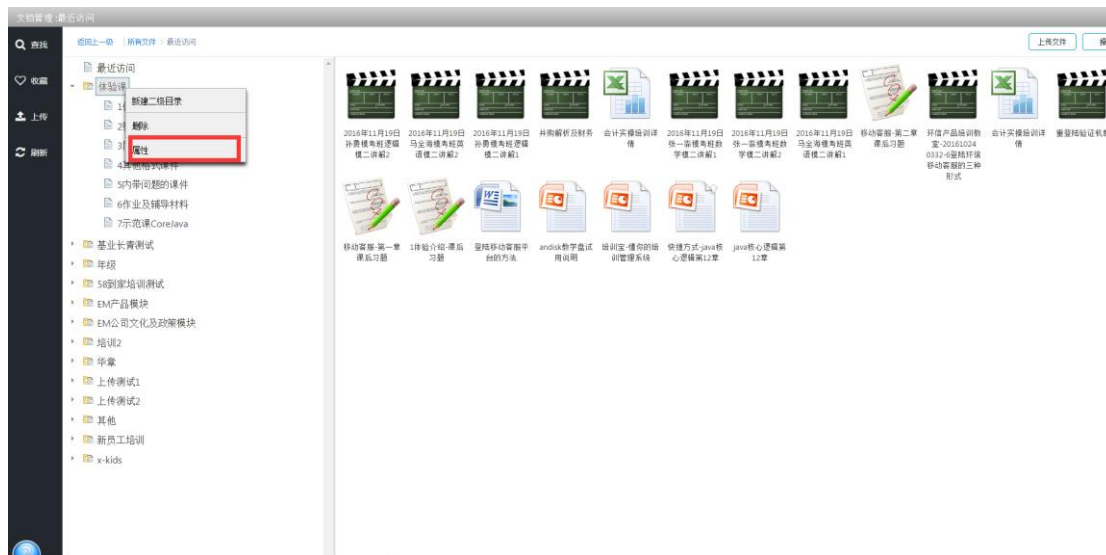 文档管理:最近访问
查找
收藏
上传
刷新
返回上一级 | 所有文件 > 最近访问
上传文件
最近访问
体验课
新建二级目录
删除
属性
4其他格式课件
5内带问题的课件
6作业及辅导材料
7示范课CoreJava
基业长青测试
年级
58到家培训测试
EM产品模块
EM公司文化及政策模块
培训2
华章
上传测试1
上传测试2
其他
新员工培训
x-kids
2016年11月19日
孙勇模考班逻辑
模二讲解2
2016年11月19日
马全海模考班英
语模二讲解2
2016年11月19日
孙勇模考班逻辑
模二讲解1
并购解析及财务
会计实操培训详
情
2016年11月19日
张一霖模考班数
学模二讲解1
2016年11月19日
张一霖模考班数
学模二讲解2
2016年11月19日
马全海模考班英
语模二讲解1
移动客服-第二章
课后习题
环信产品培训教
室-20161024
0332-6登陆环信
移动客服的三种
形式
会计实操培训详
情
重登陆验证机制
移动客服-第一章
课后习题
1体验介绍-课后
习题
登陆移动客服平
台的方法
andisk教学盘试
用说明
培训宝-懂你的培
训管理系统
快捷方式-java核
心逻辑第12章
java核心逻辑第
12章